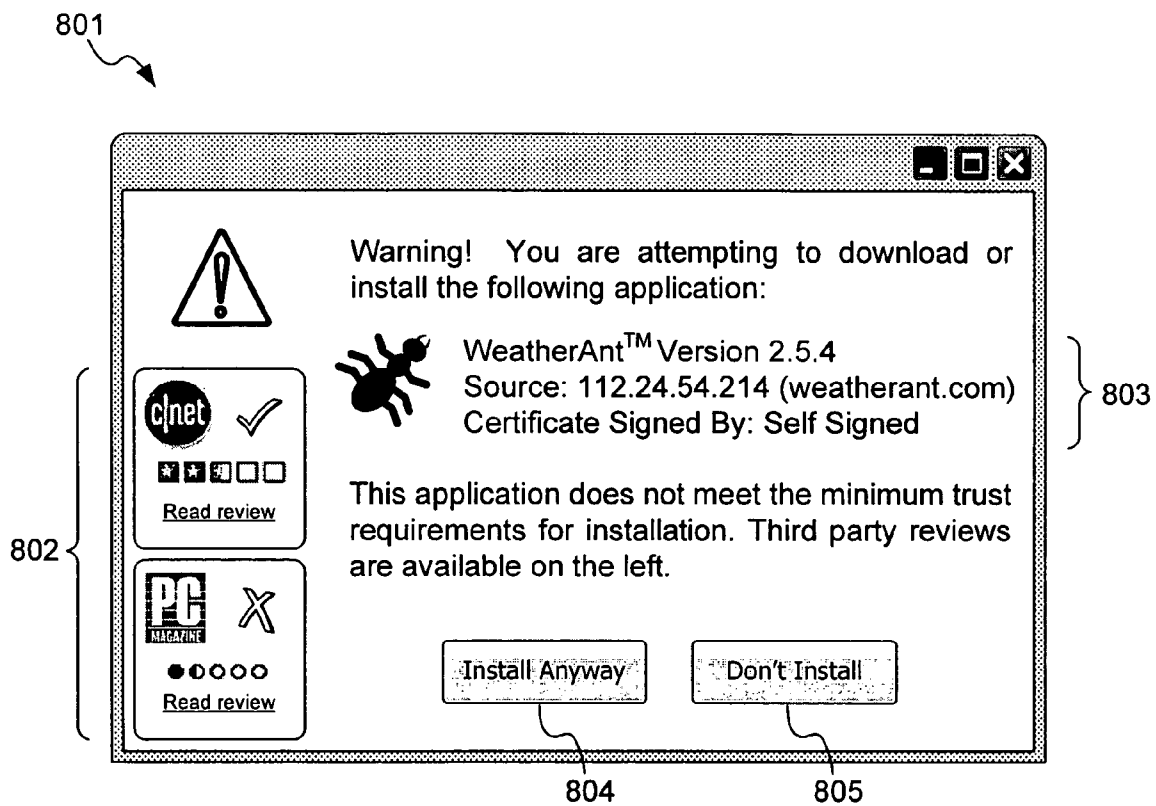 801
Warning! You are attempting to download or
install the following application:
WeatherAnt™ Version 2.5.4
Source: 112.24.54.214 (weatherant.com)
Certificate Signed By: Self Signed
803
c|net
Read review
802
PC
MAGAZINE
Read review
This application does not meet the minimum trust
requirements for installation. Third party reviews
are available on the left.
Install Anyway
Don't Install
804
805